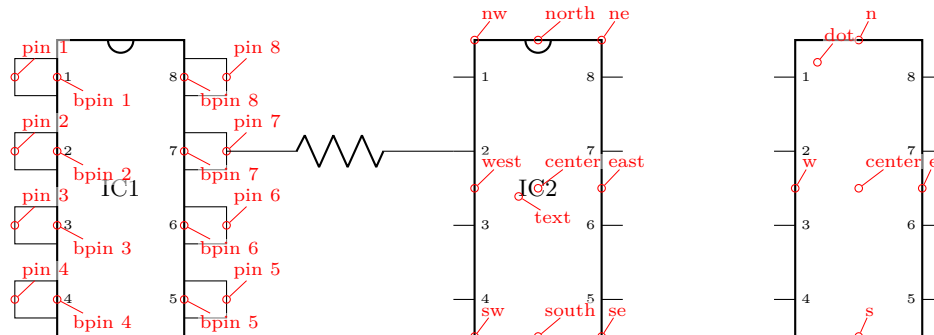 nw north ne n
pin 1 pin 8 dot
1 8 1 8 1 8
bpin 1 bpin 8
pin 2 pin 7
2 7 2 7 2 7
bpin 2 bpin 7 west center east w center e
IC1 IC2
pin 3 pin 6 text
3 6 3 6 3 6
bpin 3 bpin 6
pin 4 pin 5
4 5 4 5 4 5
bpin 4 bpin 5 sw south se s